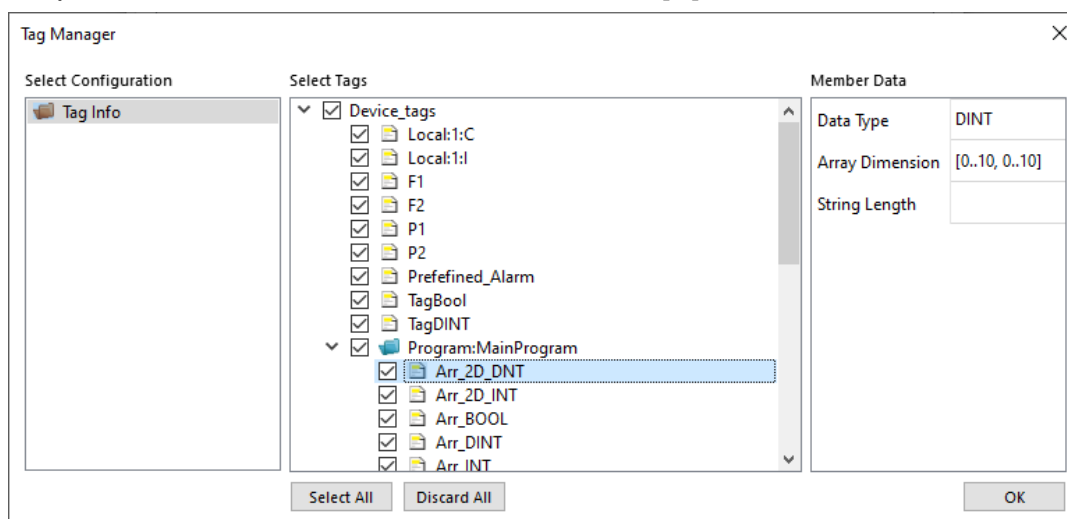 Tag Manager
Select Configuration
Select Tags
Member Data
Tag Info
Device_tags
Local:1:C
Local:1:I
F1
F2
P1
P2
Prefefined_Alarm
TagBool
TagDINT
Program:MainProgram
Arr_2D_DNT
Arr_2D_INT
Arr_BOOL
Arr_DINT
Arr_INT
Data Type DINT
Array Dimension [0..10, 0..10]
String Length
Select All
Discard All
OK